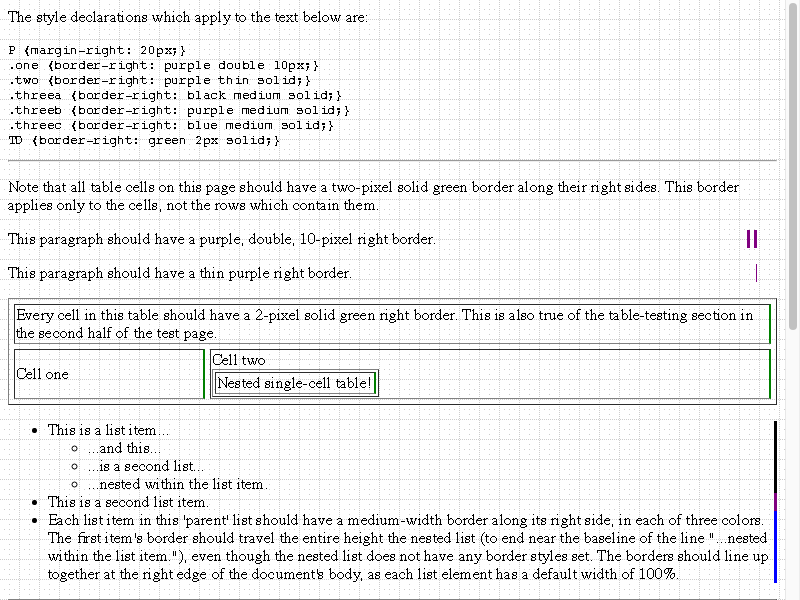 The style declarations which apply to the text below are:
P {margin-right: 20px;}
.one {border-right: purple double 10px;}
.two {border-right: purple thin solid;}
.threea {border-right: black medium solid;}
.threeb {border-right: purple medium solid;}
.threec {border-right: blue medium solid;}
TD {border-right: green 2px solid;}
Note that all table cells on this page should have a two-pixel solid green border along their right sides. This border
applies only to the cells, not the rows which contain them.
This paragraph should have a purple, double, 10-pixel right border.
This paragraph should have a thin purple right border.
Every cell in this table should have a 2-pixel solid green right border. This is also true of the table-testing section in
the second half of the test page.
Cell one
Cell two
Nested single-cell table!
This is a list item...
...and this...
...is a second list...
...nested within the list item.
This is a second list item.
Each list item in this 'parent' list should have a medium-width border along its right side, in each of three colors.
The first item's border should travel the entire height the nested list (to end near the baseline of the line "...nested
within the list item."), even though the nested list does not have any border styles set. The borders should line up
together at the right edge of the document's body, as each list element has a default width of 100%.